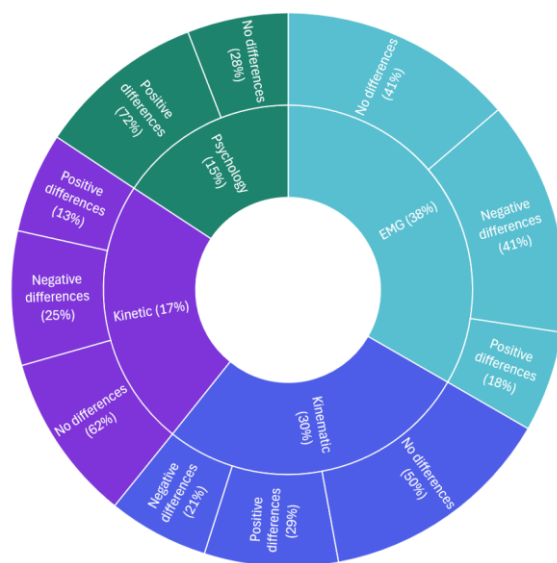 No differences
(41%)
Negative
differences
(41%)
Positive
differences
(18%)
EMG (38%)
No differences
(50%)
Positive
differences
(29%)
Negative
differences
(21%)
Kinematic
(30%)
No differences
(62%)
Negative
differences
(25%)
Positive
differences
(13%)
Kinetic (17%)
Positive
differences
(72%)
No differences
(28%)
Psychology
(15%)